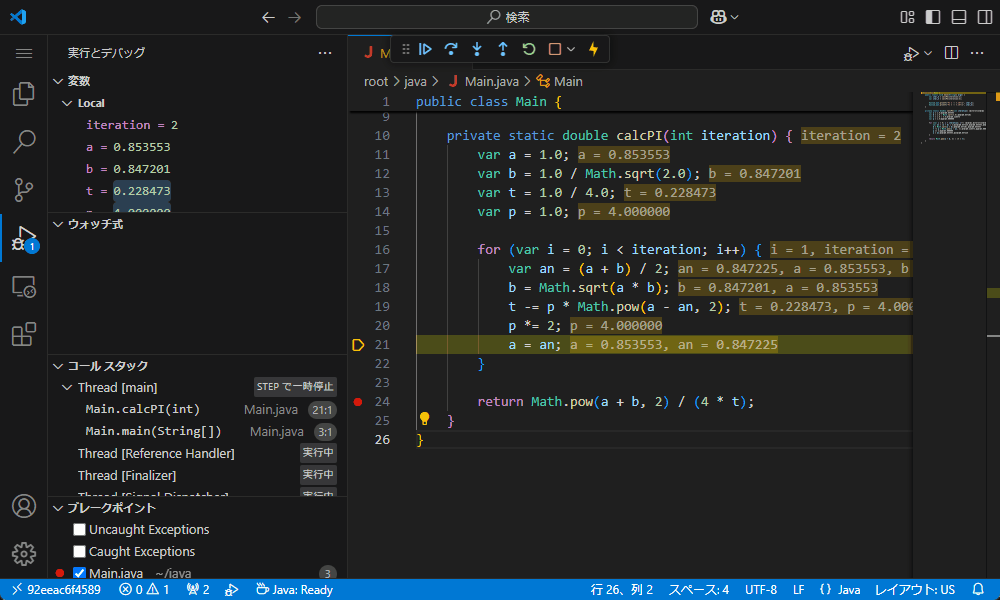 検索
実行とデバッグ
変数
Local
iteration = 2
a = 0.853553
b = 0.847201
t = 0.228473
ウォッチ式
1
コール スタック
Thread [main] STEP で一時停止
Main.calcPI(int) Main.java 21:1
Main.main(String[]) Main.java 3:1
Thread [Reference Handler] 実行中
Thread [Finalizer] 実行中
Thread [Signal Dispatcher] 実行中
ブレークポイント
Uncaught Exceptions
Caught Exceptions
Main.java ~/java 3
J M
root > java > J Main.java > Main
1 public class Main {
9
10 private static double calcPI(int iteration) { iteration = 2
11 var a = 1.0; a = 0.853553
12 var b = 1.0 / Math.sqrt(2.0); b = 0.847201
13 var t = 1.0 / 4.0; t = 0.228473
14 var p = 1.0; p = 4.000000
15
16 for (var i = 0; i < iteration; i++) { i = 1, iteration =
17 var an = (a + b) / 2; an = 0.847225, a = 0.853553, b
18 b = Math.sqrt(a * b); b = 0.847201, a = 0.853553
19 t -= p * Math.pow(a - an, 2); t = 0.228473, p = 4.000
20 p *= 2; p = 4.000000
21 a = an; a = 0.853553, an = 0.847225
22 }
23
24 return Math.pow(a + b, 2) / (4 * t);
25 }
26 }
92eeac6f4589 0 1 2 Java: Ready 行 26、列 2 スペース: 4 UTF-8 LF {} Java レイアウト: US